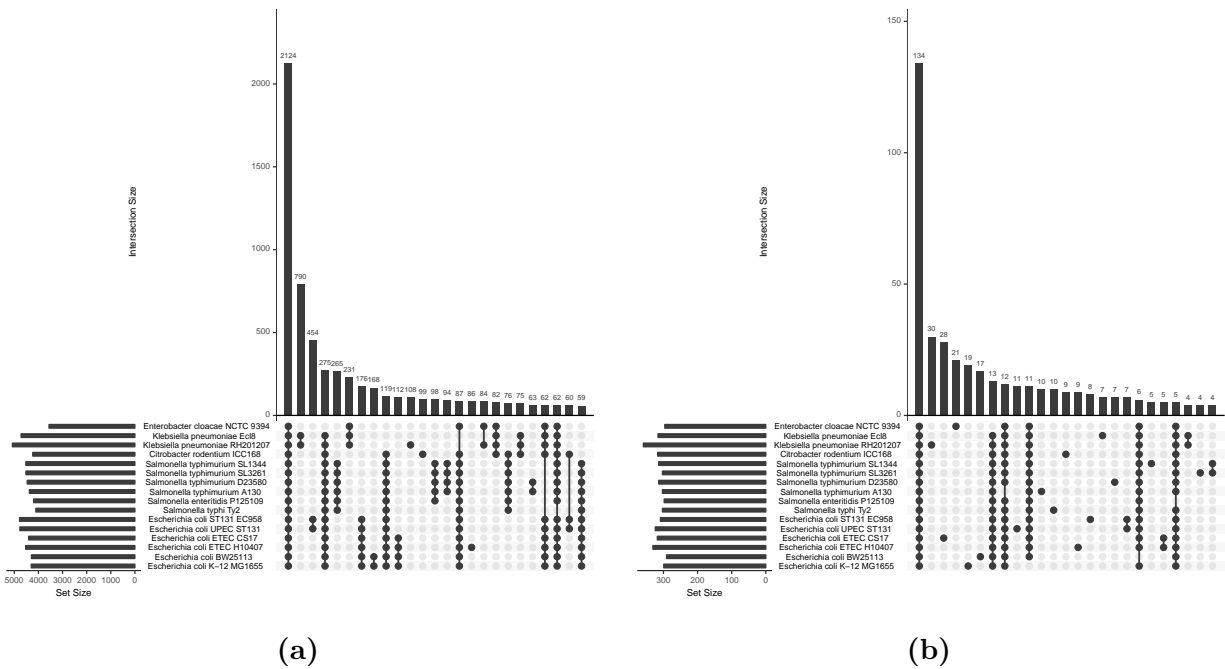 Intersection Size
2000
1500
1000
500
0
2124
790
454
275
265
231
176
168
119
112
108
99
98
94
87
86
84
82
76
75
63
62
62
60
59
Enterobacter cloacae NCTC 9394
Klebsiella pneumoniae Ecl8
Klebsiella pneumoniae RH201207
Citrobacter rodentium ICC168
Salmonella typhimurium SL1344
Salmonella typhimurium SL3261
Salmonella typhimurium D23580
Salmonella typhimurium A130
Salmonella enteritidis P125109
Salmonella typhi Ty2
Escherichia coli ST131 EC958
Escherichia coli UPEC ST131
Escherichia coli ETEC CS17
Escherichia coli ETEC H10407
Escherichia coli BW25113
Escherichia coli K−12 MG1655
5000 4000 3000 2000 1000 0
Set Size
(a)
Intersection Size
150
100
50
0
134
30
28
21
19
17
13
12
11
11
10
10
9
9
8
7
7
7
6
5
5
5
4
4
4
Enterobacter cloacae NCTC 9394
Klebsiella pneumoniae Ecl8
Klebsiella pneumoniae RH201207
Citrobacter rodentium ICC168
Salmonella typhimurium SL1344
Salmonella typhimurium SL3261
Salmonella typhimurium D23580
Salmonella typhimurium A130
Salmonella enteritidis P125109
Salmonella typhi Ty2
Escherichia coli ST131 EC958
Escherichia coli UPEC ST131
Escherichia coli ETEC CS17
Escherichia coli ETEC H10407
Escherichia coli BW25113
Escherichia coli K−12 MG1655
300 200 100 0
Set Size
(b)